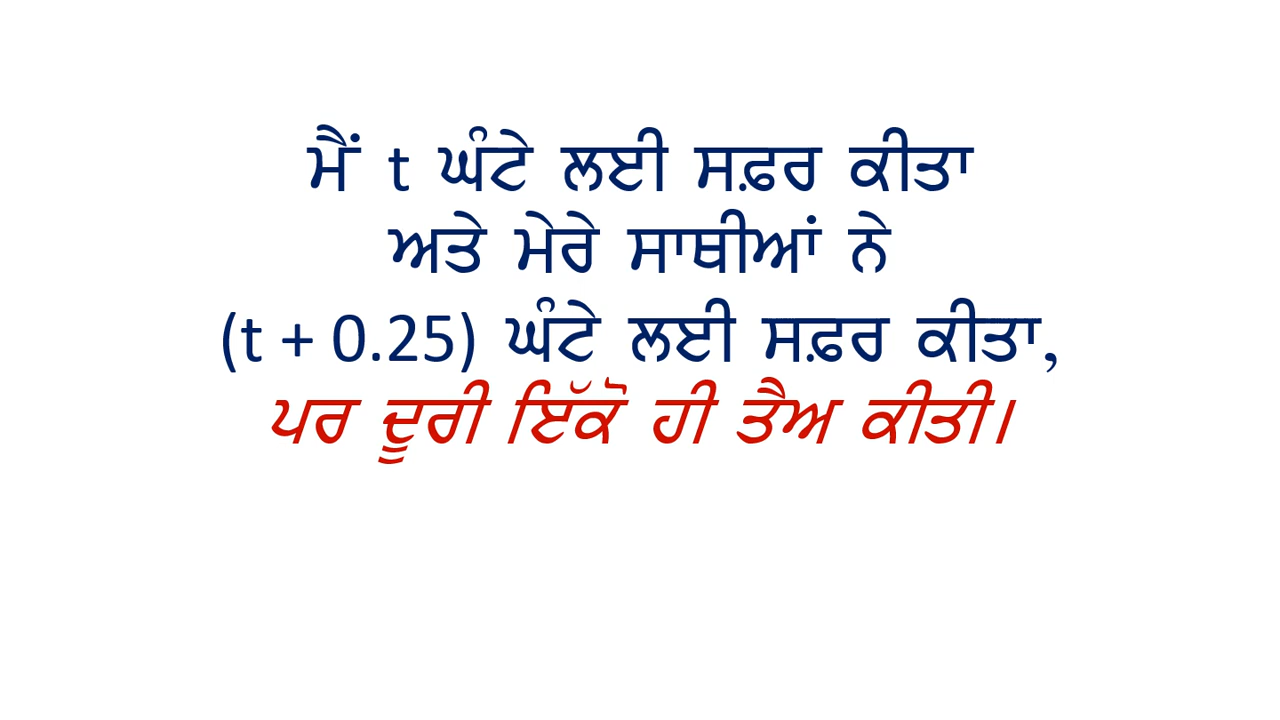 ਮੈਂ t ਘੰਟੇ ਲਈ ਸਫ਼ਰ ਕੀਤਾ
ਅਤੇ ਮੇਰੇ ਸਾਥੀਆਂ ਨੇ
(t + 0.25) ਘੰਟੇ ਲਈ ਸਫ਼ਰ ਕੀਤਾ,
ਪਰ ਦੂਰੀ ਇੱਕੋ ਹੀ ਤੈਅ ਕੀਤੀ।